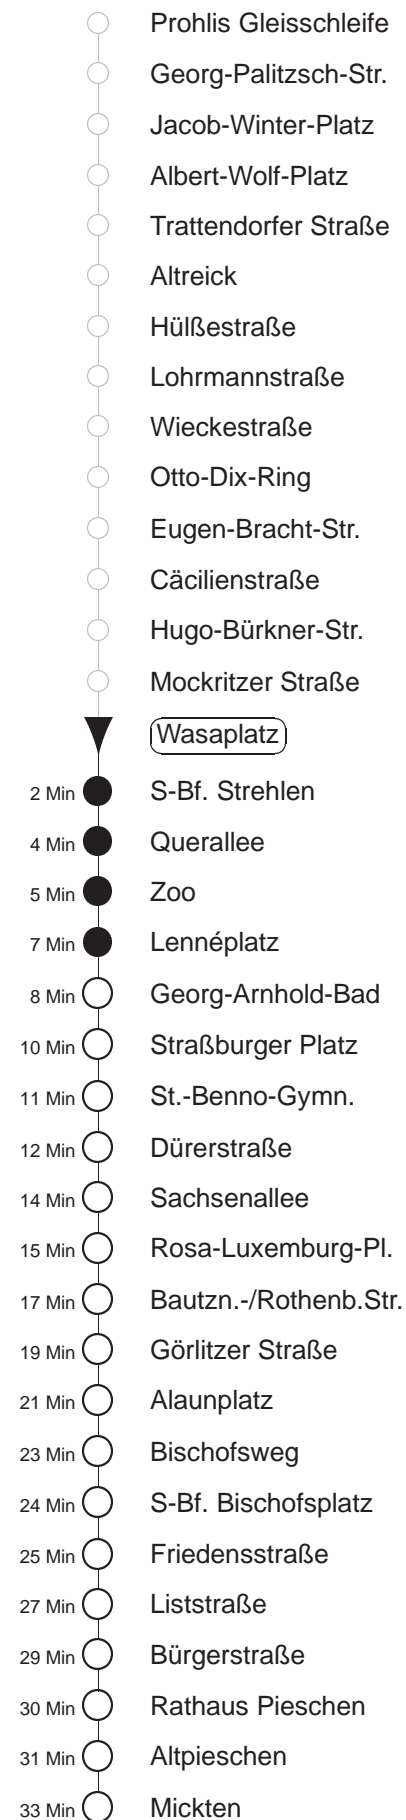 Prohlis Gleisschleife
Georg-Palitzsch-Str.
Jacob-Winter-Platz
Albert-Wolf-Platz
Trattendorfer Straße
Altreick
Hülßestraße
Lohrmannstraße
Wieckestraße
Otto-Dix-Ring
Eugen-Bracht-Str.
Cäcilienstraße
Hugo-Bürkner-Str.
Mockritzer Straße
Wasaplatz
2 Min S-Bf. Strehlen
4 Min Querallee
5 Min Zoo
7 Min Lennéplatz
8 Min Georg-Arnhold-Bad
10 Min Straßburger Platz
11 Min St.-Benno-Gymn.
12 Min Dürerstraße
14 Min Sachsenallee
15 Min Rosa-Luxemburg-Pl.
17 Min Bautzn.-/Rothenb.Str.
19 Min Görlitzer Straße
21 Min Alaunplatz
23 Min Bischofsweg
24 Min S-Bf. Bischofsplatz
25 Min Friedensstraße
27 Min Liststraße
29 Min Bürgerstraße
30 Min Rathaus Pieschen
31 Min Altpieschen
33 Min Mickten